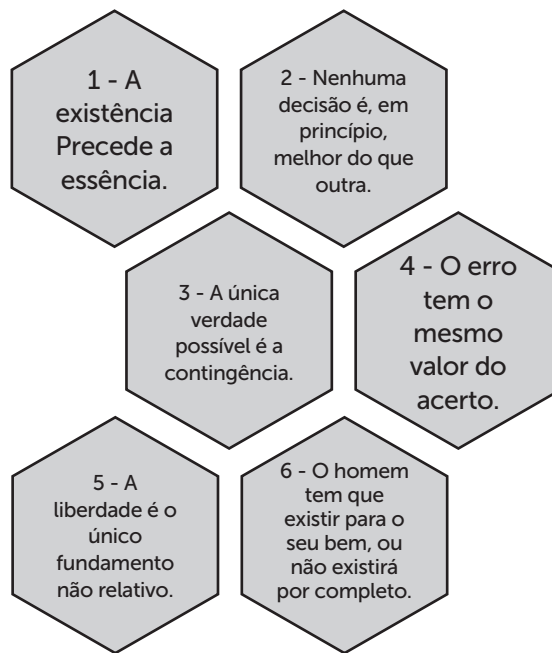 1 - A
existência
Precede a
essência.
2 - Nenhuma
decisão é, em
princípio,
melhor do que
outra.
3 - A única
verdade
possível é a
contingência.
4 - O erro
tem o
mesmo
valor do
acerto.
5 - A
liberdade é o
único
fundamento
não relativo.
6 - O homem
tem que
existir para o
seu bem, ou
não existirá
por completo.